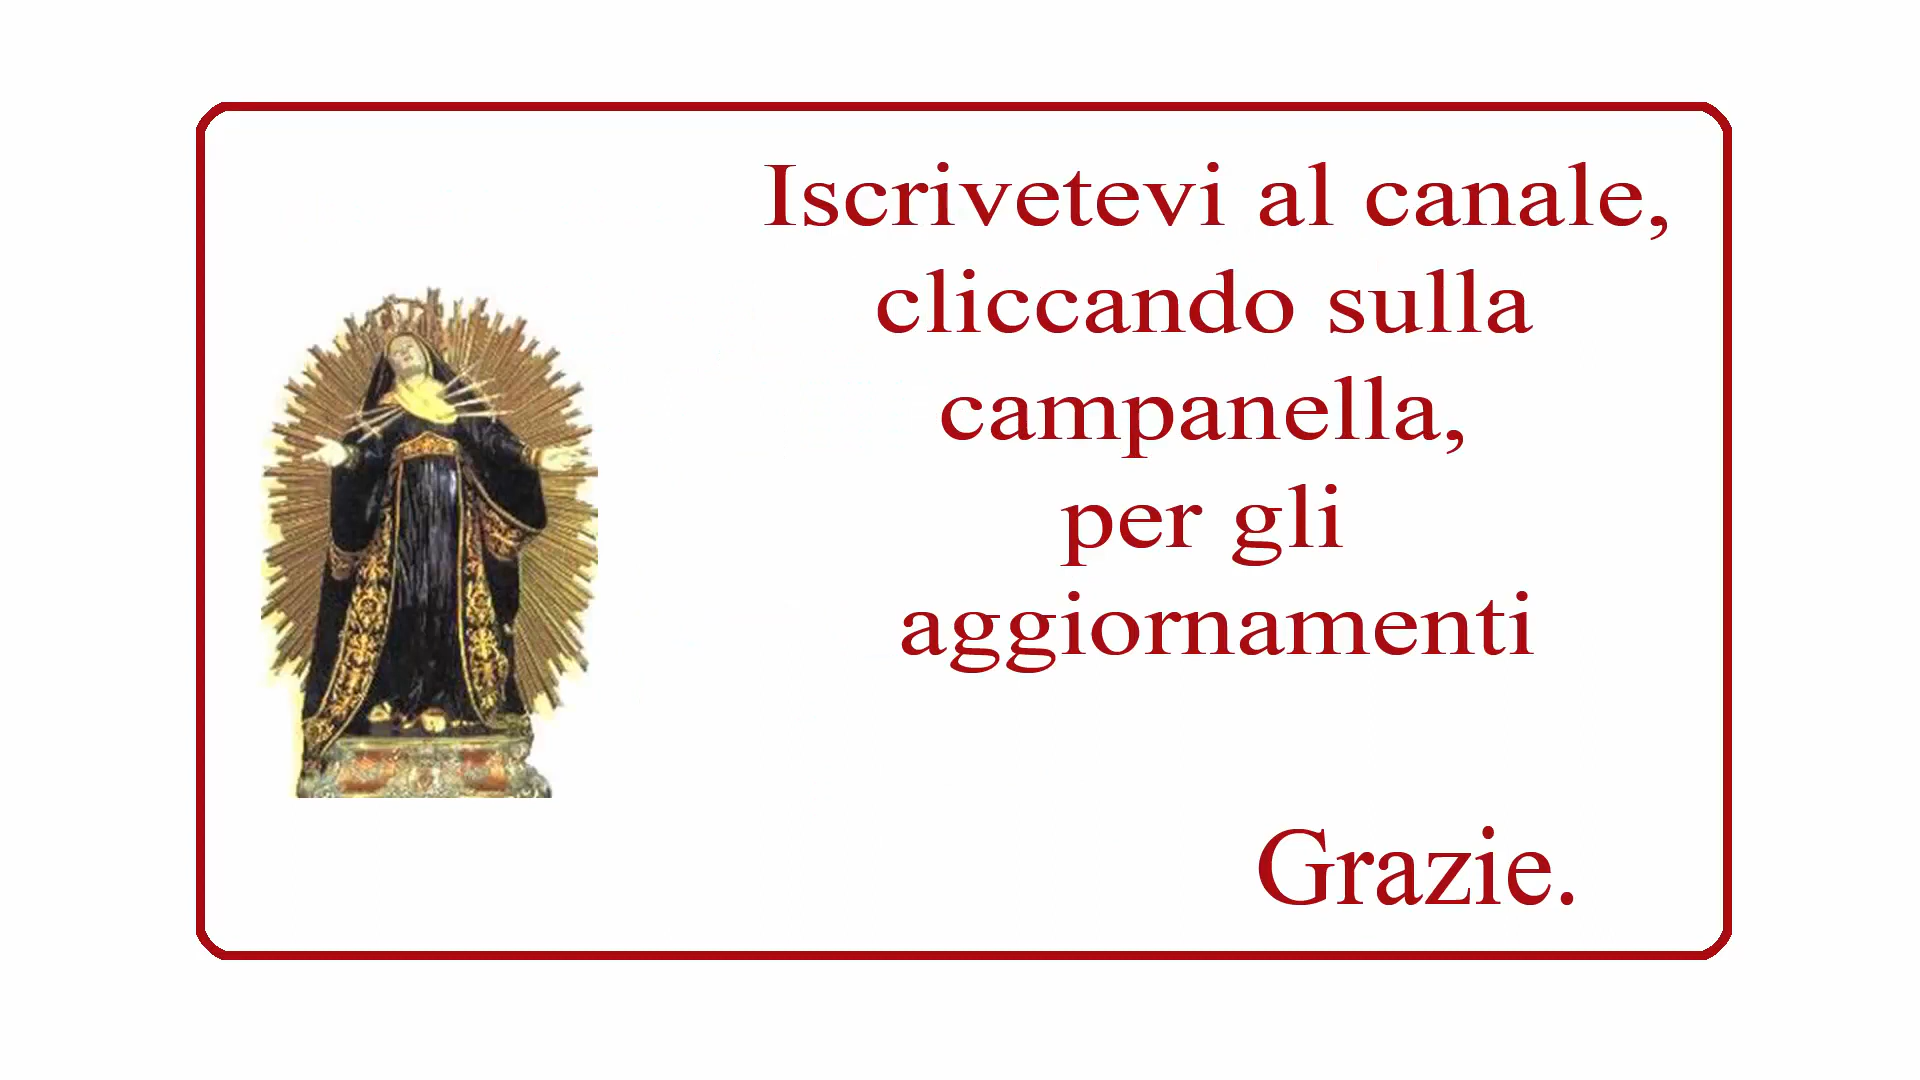 Iscrivetevi al canale,
cliccando sulla
campanella,
per gli
aggiornamenti
Grazie.